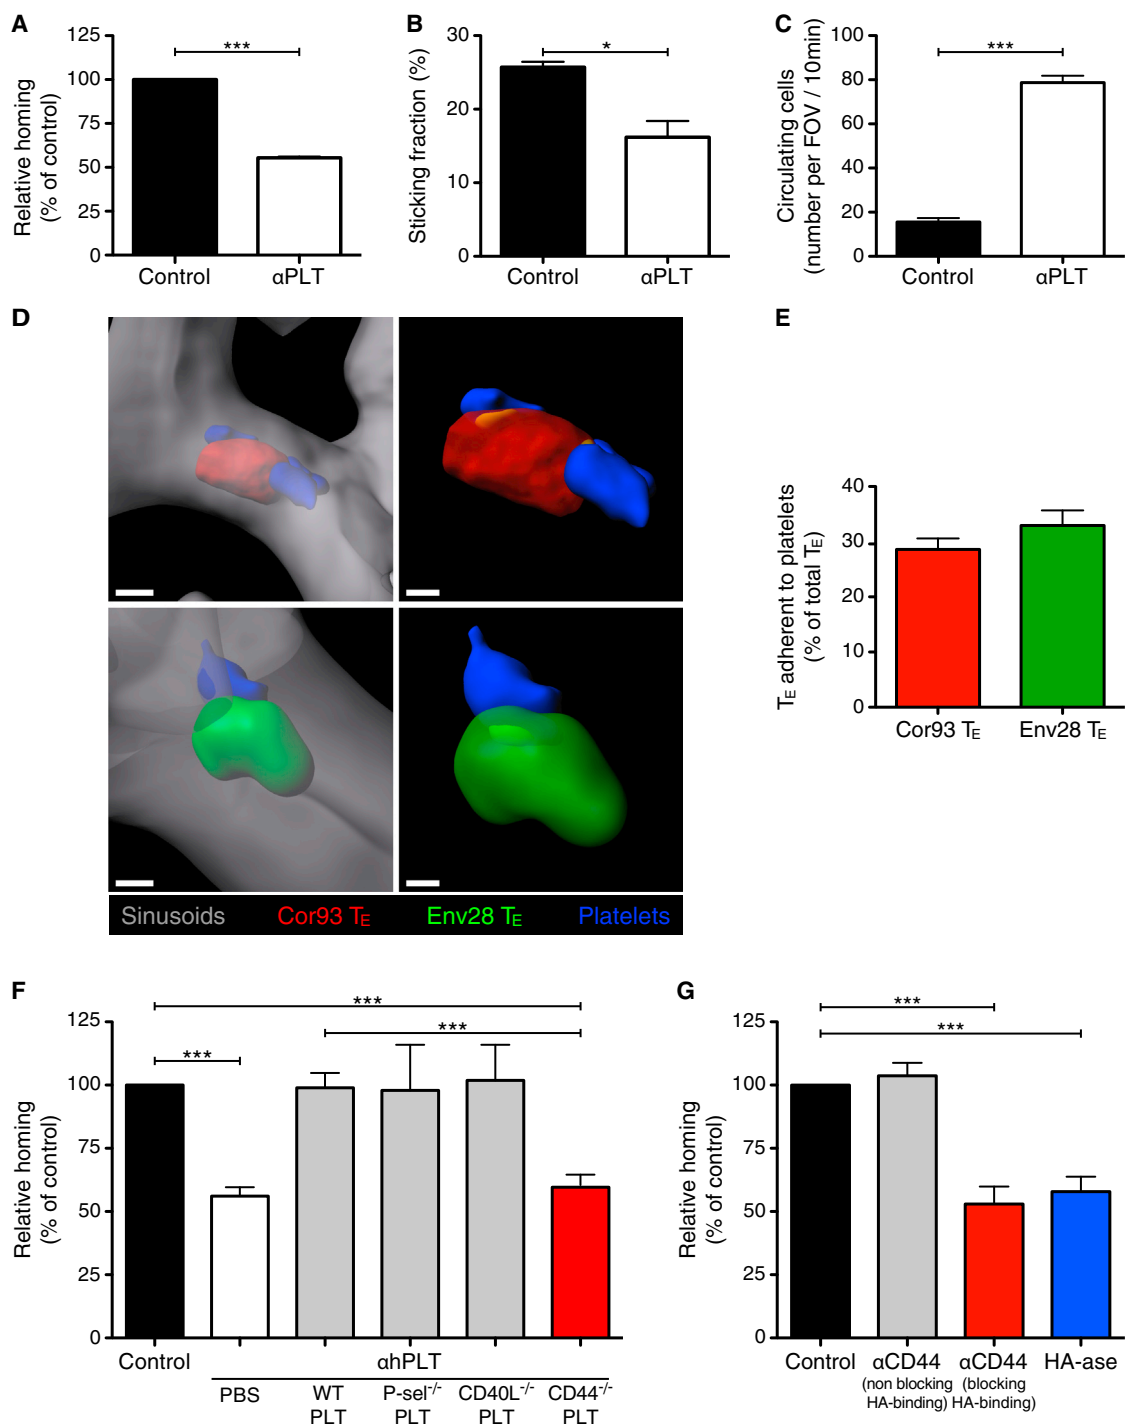 A
Relative homing
(% of control)
125
100
75
50
25
0
***
Control
αPLT
B
Sticking fraction (%)
30
20
10
0
*
Control
αPLT
C
Circulating cells
(number per FOV / 10min)
100
80
60
40
20
0
***
Control
αPLT
D
Sinusoids
Cor93 TE
Env28 TE
Platelets
E
TE adherent to platelets
(% of total TE)
40
30
20
10
0
Cor93 TE
Env28 TE
F
Relative homing
(% of control)
125
100
75
50
25
0
***
***
***
Control
αhPLT
PBS
WT
PLT
P-sel-/-
PLT
CD40L-/-
PLT
CD44-/-
PLT
G
Relative homing
(% of control)
125
100
75
50
25
0
***
***
Control
αCD44
(non blocking
HA-binding)
αCD44
(blocking
HA-binding)
HA-ase